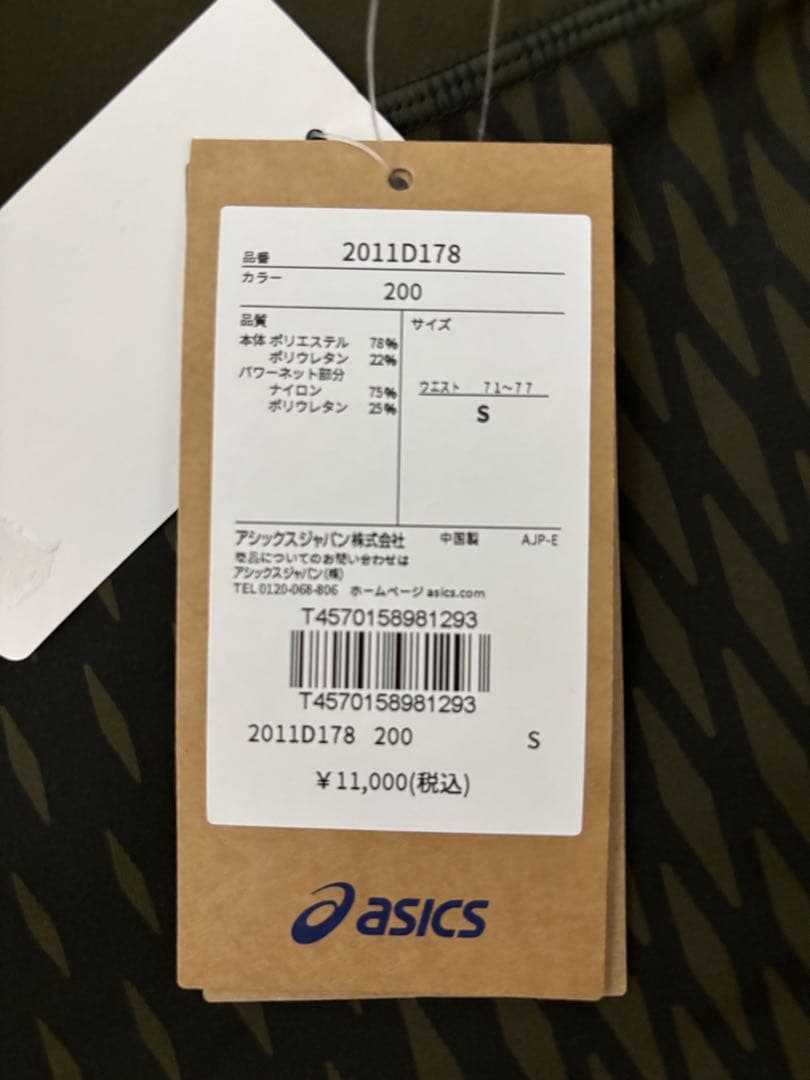 品番 2011D178
カラー
200
品質
本体 ポリエステル 78%
ポリウレタン 22%
パワーネット部分
ナイロン 75%
ポリウレタン 25%
サイズ
ウエスト 71~77
S
アシックスジャパン株式会社 中国製 AJP-E
商品についてのお問い合わせは
アシックスジャパン(株)
TEL 0120-068-806 ホームページ asics.com
T4570158981293
T4570158981293
2011D178 200 S
¥11,000(税込)
asics